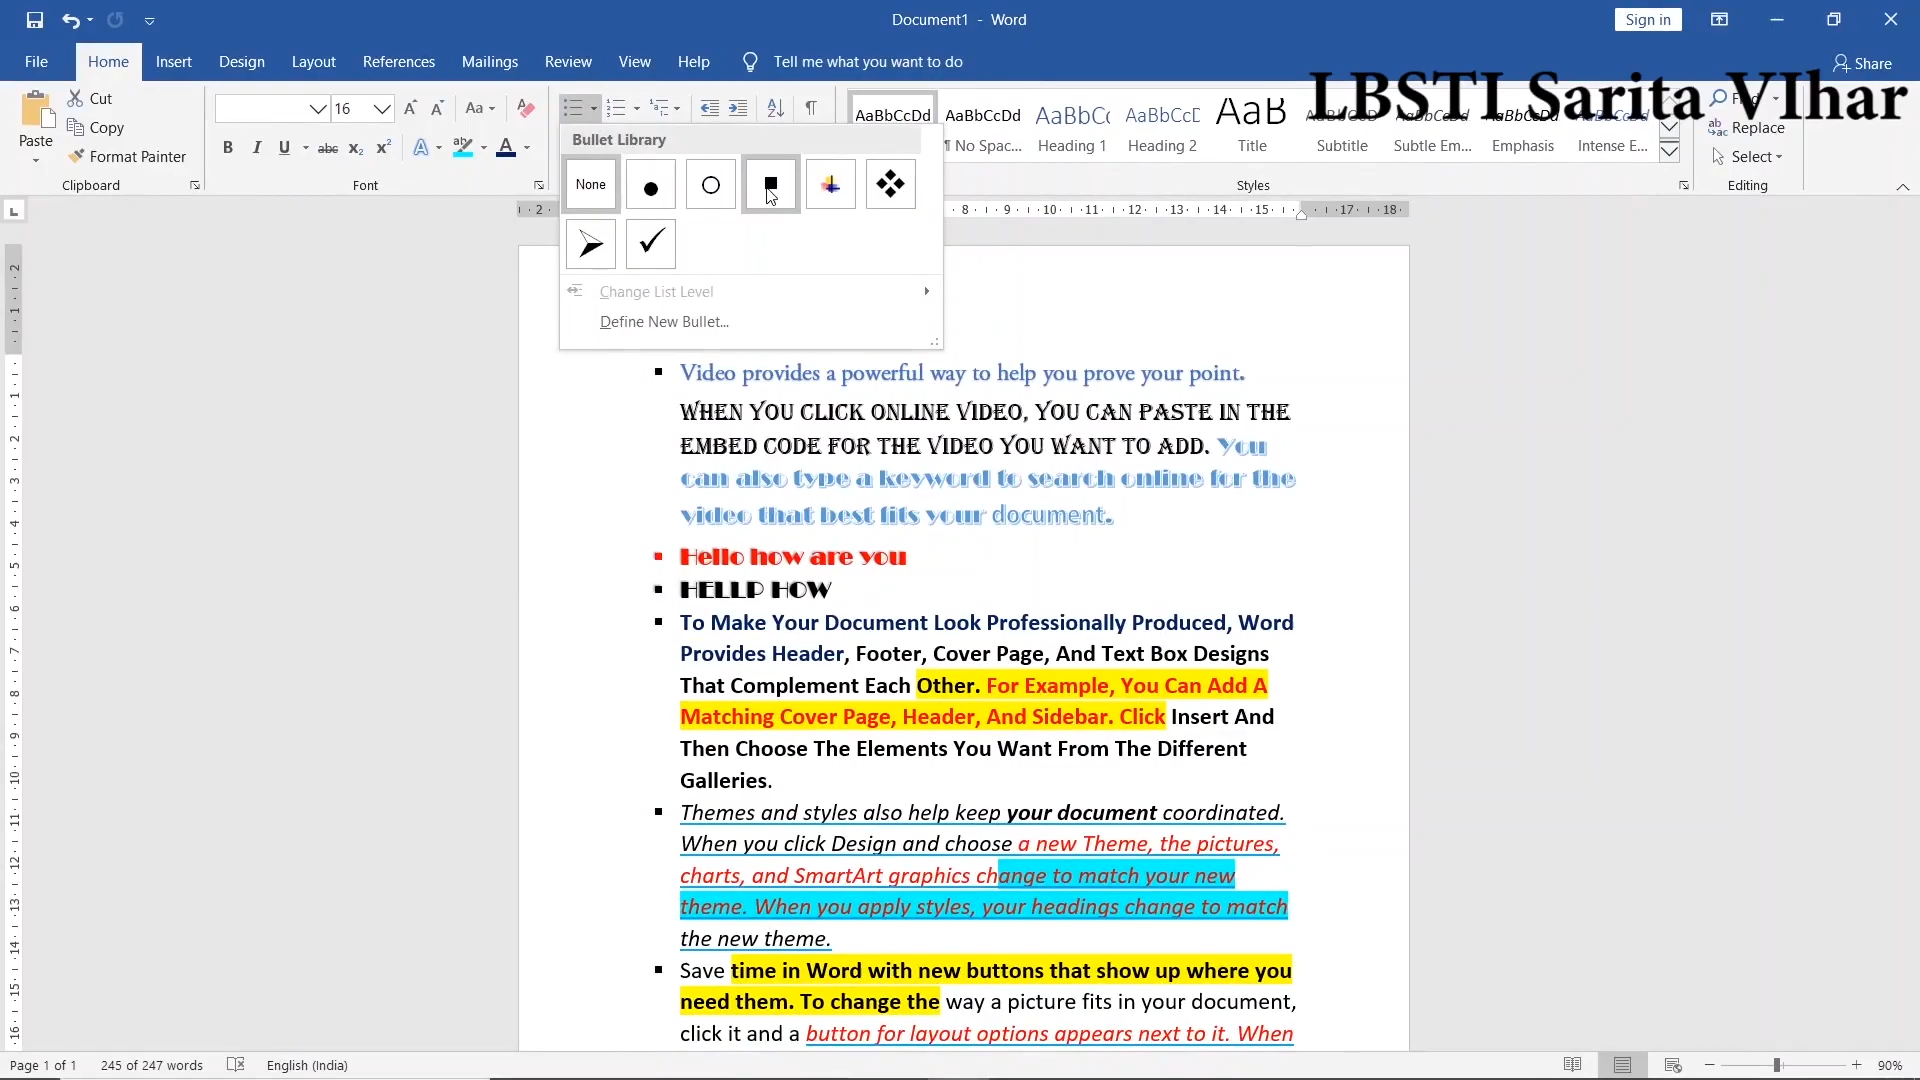 Document1 - Word
Sign in
File Home Insert Design Layout References Mailings Review View Help Tell me what you want to do
Share
LBSTI Sarita VIhar
Cut
Copy
Paste
Format Painter
Clipboard
16
Aa
B I U abc x² A
Font
Bullet Library
None
Change List Level
Define New Bullet...
AaBbCcDd AaBbCcDd AaBbCc AaBbCcD AaB AaBbCcD AaBbCcDd AaBbCcDd AaBbCcDd
¶ No Spac... Heading 1 Heading 2 Title Subtitle Subtle Em... Emphasis Intense E...
Styles
Replace
Select
Editing
Video provides a powerful way to help you prove your point.
WHEN YOU CLICK ONLINE VIDEO, YOU CAN PASTE IN THE
EMBED CODE FOR THE VIDEO YOU WANT TO ADD. You
can also type a keyword to search online for the
video that best fits your document.
Hello how are you
HELLP HOW
To Make Your Document Look Professionally Produced, Word
Provides Header, Footer, Cover Page, And Text Box Designs
That Complement Each Other. For Example, You Can Add A
Matching Cover Page, Header, And Sidebar. Click Insert And
Then Choose The Elements You Want From The Different
Galleries.
Themes and styles also help keep your document coordinated.
When you click Design and choose a new Theme, the pictures,
charts, and SmartArt graphics change to match your new
theme. When you apply styles, your headings change to match
the new theme.
Save time in Word with new buttons that show up where you
need them. To change the way a picture fits in your document,
click it and a button for layout options appears next to it. When
Page 1 of 1 245 of 247 words English (India) 90%